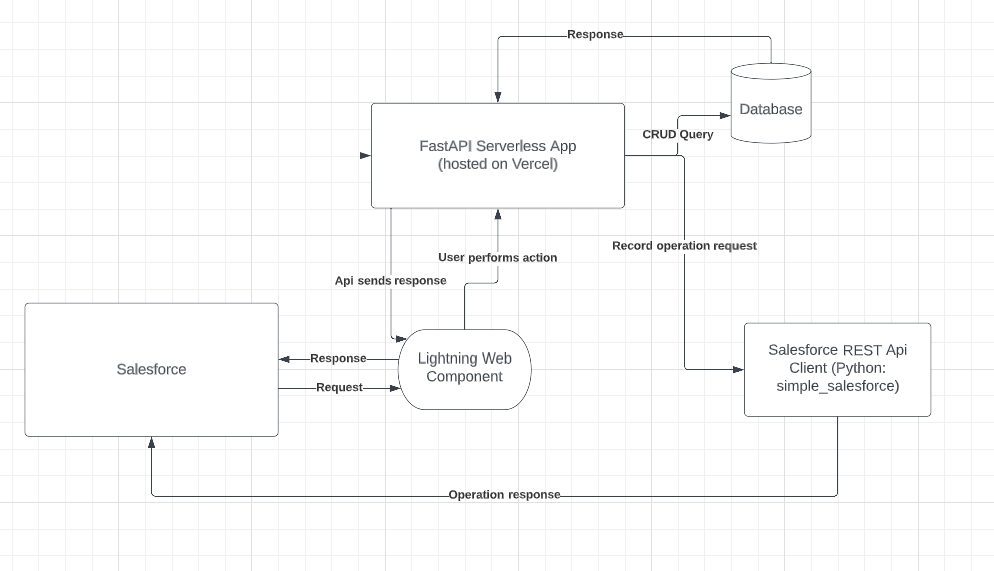 Response
Database
CRUD Query
FastAPI Serverless App
(hosted on Vercel)
Record operation request
User performs action
Api sends response
Salesforce
Response
Request
Lightning Web
Component
Salesforce REST Api
Client (Python:
simple_salesforce)
Operation response